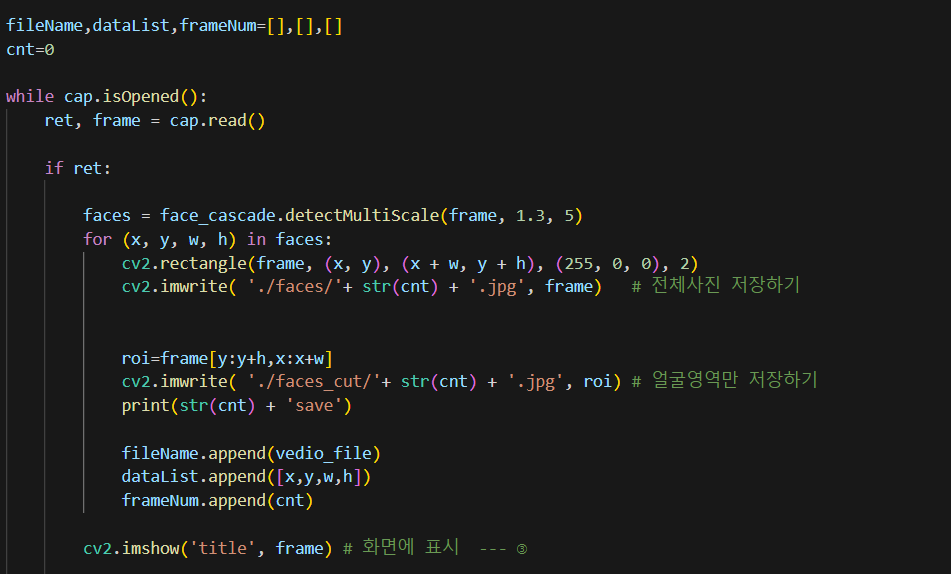 fileName,dataList,frameNum=[],[],[]
cnt=0
while cap.isOpened():
ret, frame = cap.read()
if ret:
faces = face_cascade.detectMultiScale(frame, 1.3, 5)
for (x, y, w, h) in faces:
cv2.rectangle(frame, (x, y), (x + w, y + h), (255, 0, 0), 2)
cv2.imwrite( './faces/'+ str(cnt) + '.jpg', frame)   # 전체사진 저장하기
roi=frame[y:y+h,x:x+w]
cv2.imwrite( './faces_cut/'+ str(cnt) + '.jpg', roi) # 얼굴영역만 저장하기
print(str(cnt) + 'save')
fileName.append(vedio_file)
dataList.append([x,y,w,h])
frameNum.append(cnt)
cv2.imshow('title', frame) # 화면에 표시  --- ③